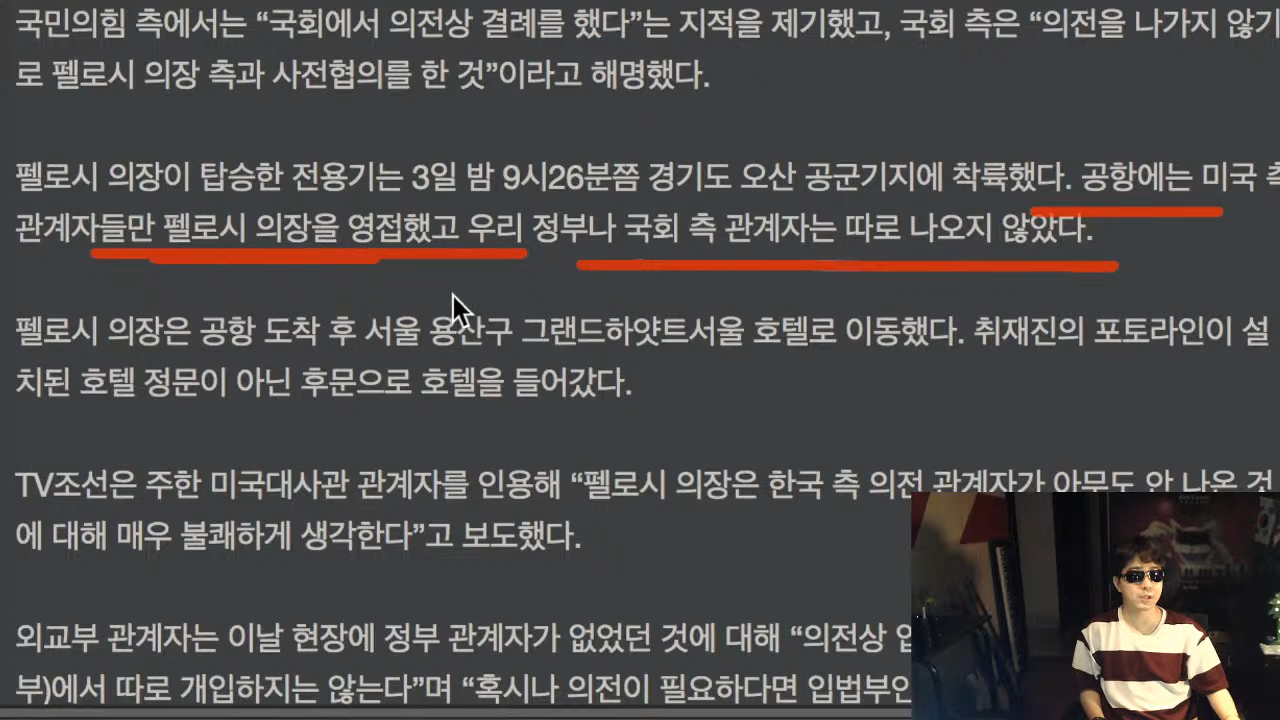 국민의힘 측에서는 “국회에서 의전상 결례를 했다”는 지적을 제기했고, 국회 측은 “의전을 나가지 않기
로 펠로시 의장 측과 사전협의를 한 것”이라고 해명했다.
펠로시 의장이 탑승한 전용기는 3일 밤 9시26분쯤 경기도 오산 공군기지에 착륙했다. 공항에는 미국
관계자들만 펠로시 의장을 영접했고 우리 정부나 국회 측 관계자는 따로 나오지 않았다.
펠로시 의장은 공항 도착 후 서울 용산구 그랜드하얏트서울 호텔로 이동했다. 취재진의 포토라인이 설
치된 호텔 정문이 아닌 후문으로 호텔을 들어갔다.
TV조선은 주한 미국대사관 관계자를 인용해 “펠로시 의장은 한국 측 의전 관계자가 아무도 안 나온 것
에 대해 매우 불쾌하게 생각한다”고 보도했다.
외교부 관계자는 이날 현장에 정부 관계자가 없었던 것에 대해 “의전상
부)에서 따로 개입하지는 않는다”며 “혹시나 의전이 필요하다면 입법부인